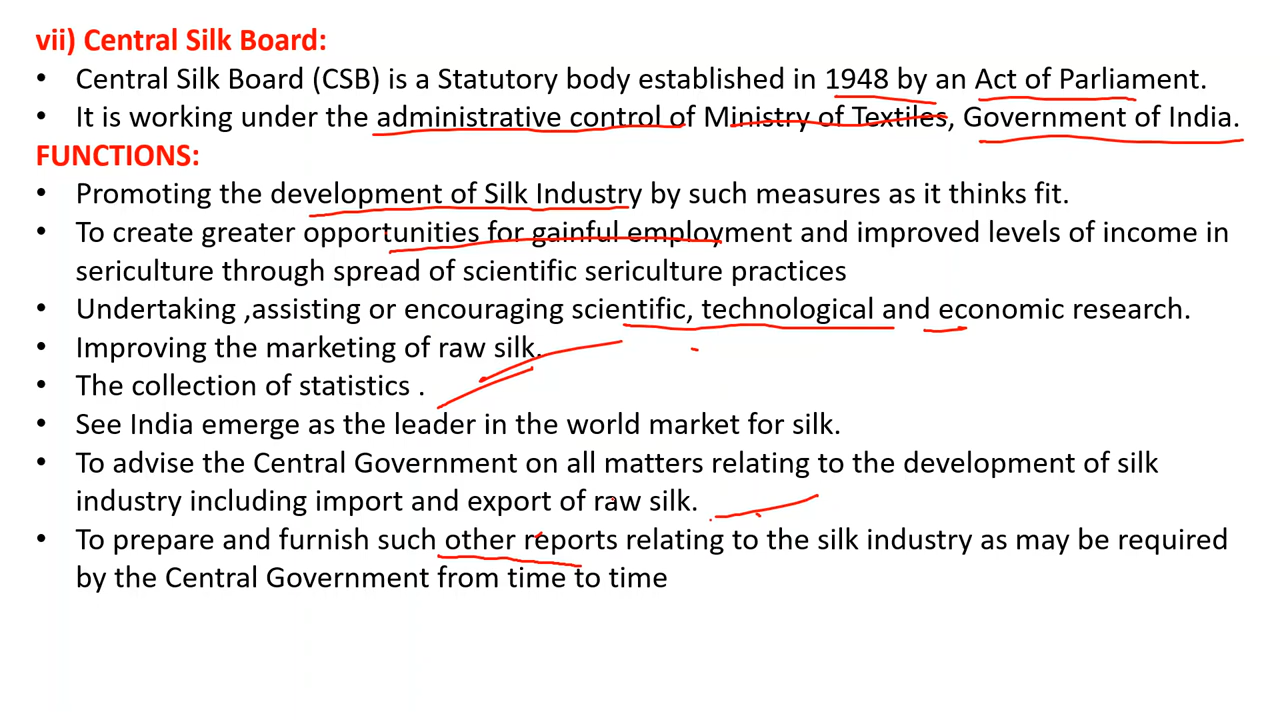 vii) Central Silk Board:
• Central Silk Board (CSB) is a Statutory body established in 1948 by an Act of Parliament.
• It is working under the administrative control of Ministry of Textiles, Government of India.
FUNCTIONS:
• Promoting the development of Silk Industry by such measures as it thinks fit.
• To create greater opportunities for gainful employment and improved levels of income in
sericulture through spread of scientific sericulture practices
• Undertaking ,assisting or encouraging scientific, technological and economic research.
• Improving the marketing of raw silk.
• The collection of statistics .
• See India emerge as the leader in the world market for silk.
• To advise the Central Government on all matters relating to the development of silk
industry including import and export of raw silk.
• To prepare and furnish such other reports relating to the silk industry as may be required
by the Central Government from time to time